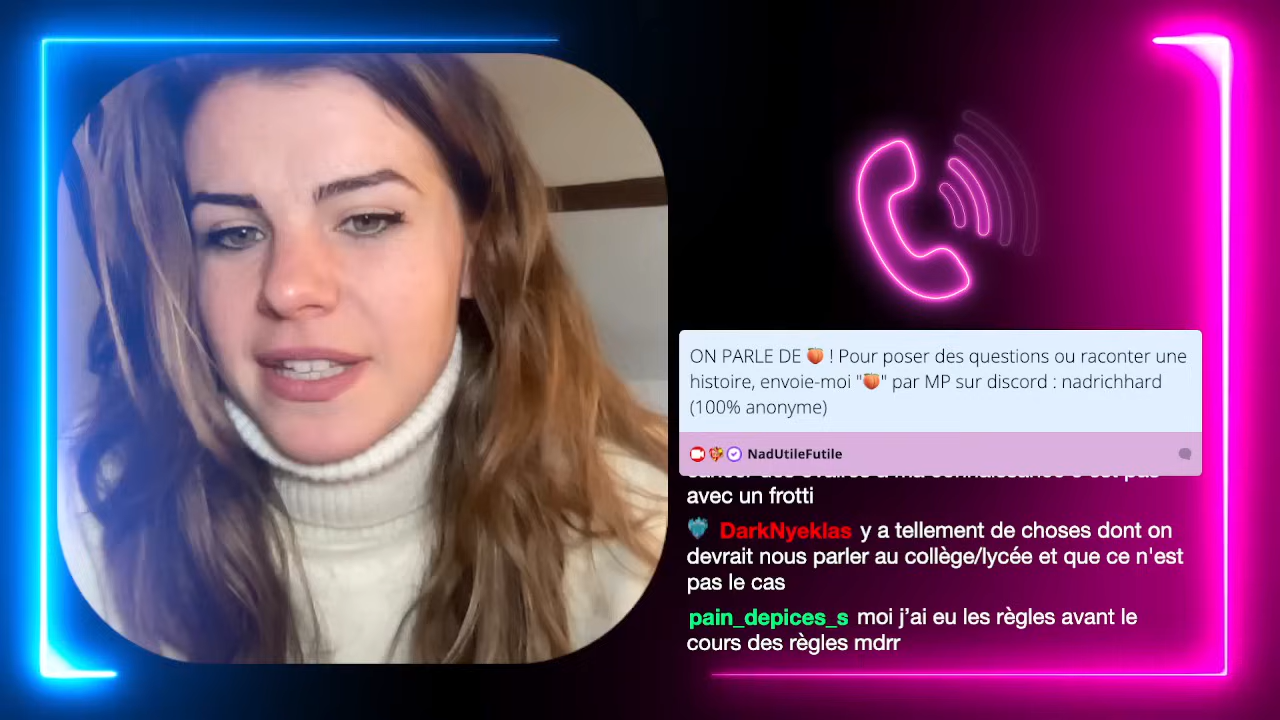 ON PARLE DE 🍑 ! Pour poser des questions ou raconter une
histoire, envoie-moi "🍑" par MP sur discord : nadrichhard
(100% anonyme)
NadUtileFutile
avec un frotti
DarkNyeklas y a tellement de choses dont on
devrait nous parler au collège/lycée et que ce n'est
pas le cas
pain_depices_s moi j’ai eu les règles avant le
cours des règles mdrr